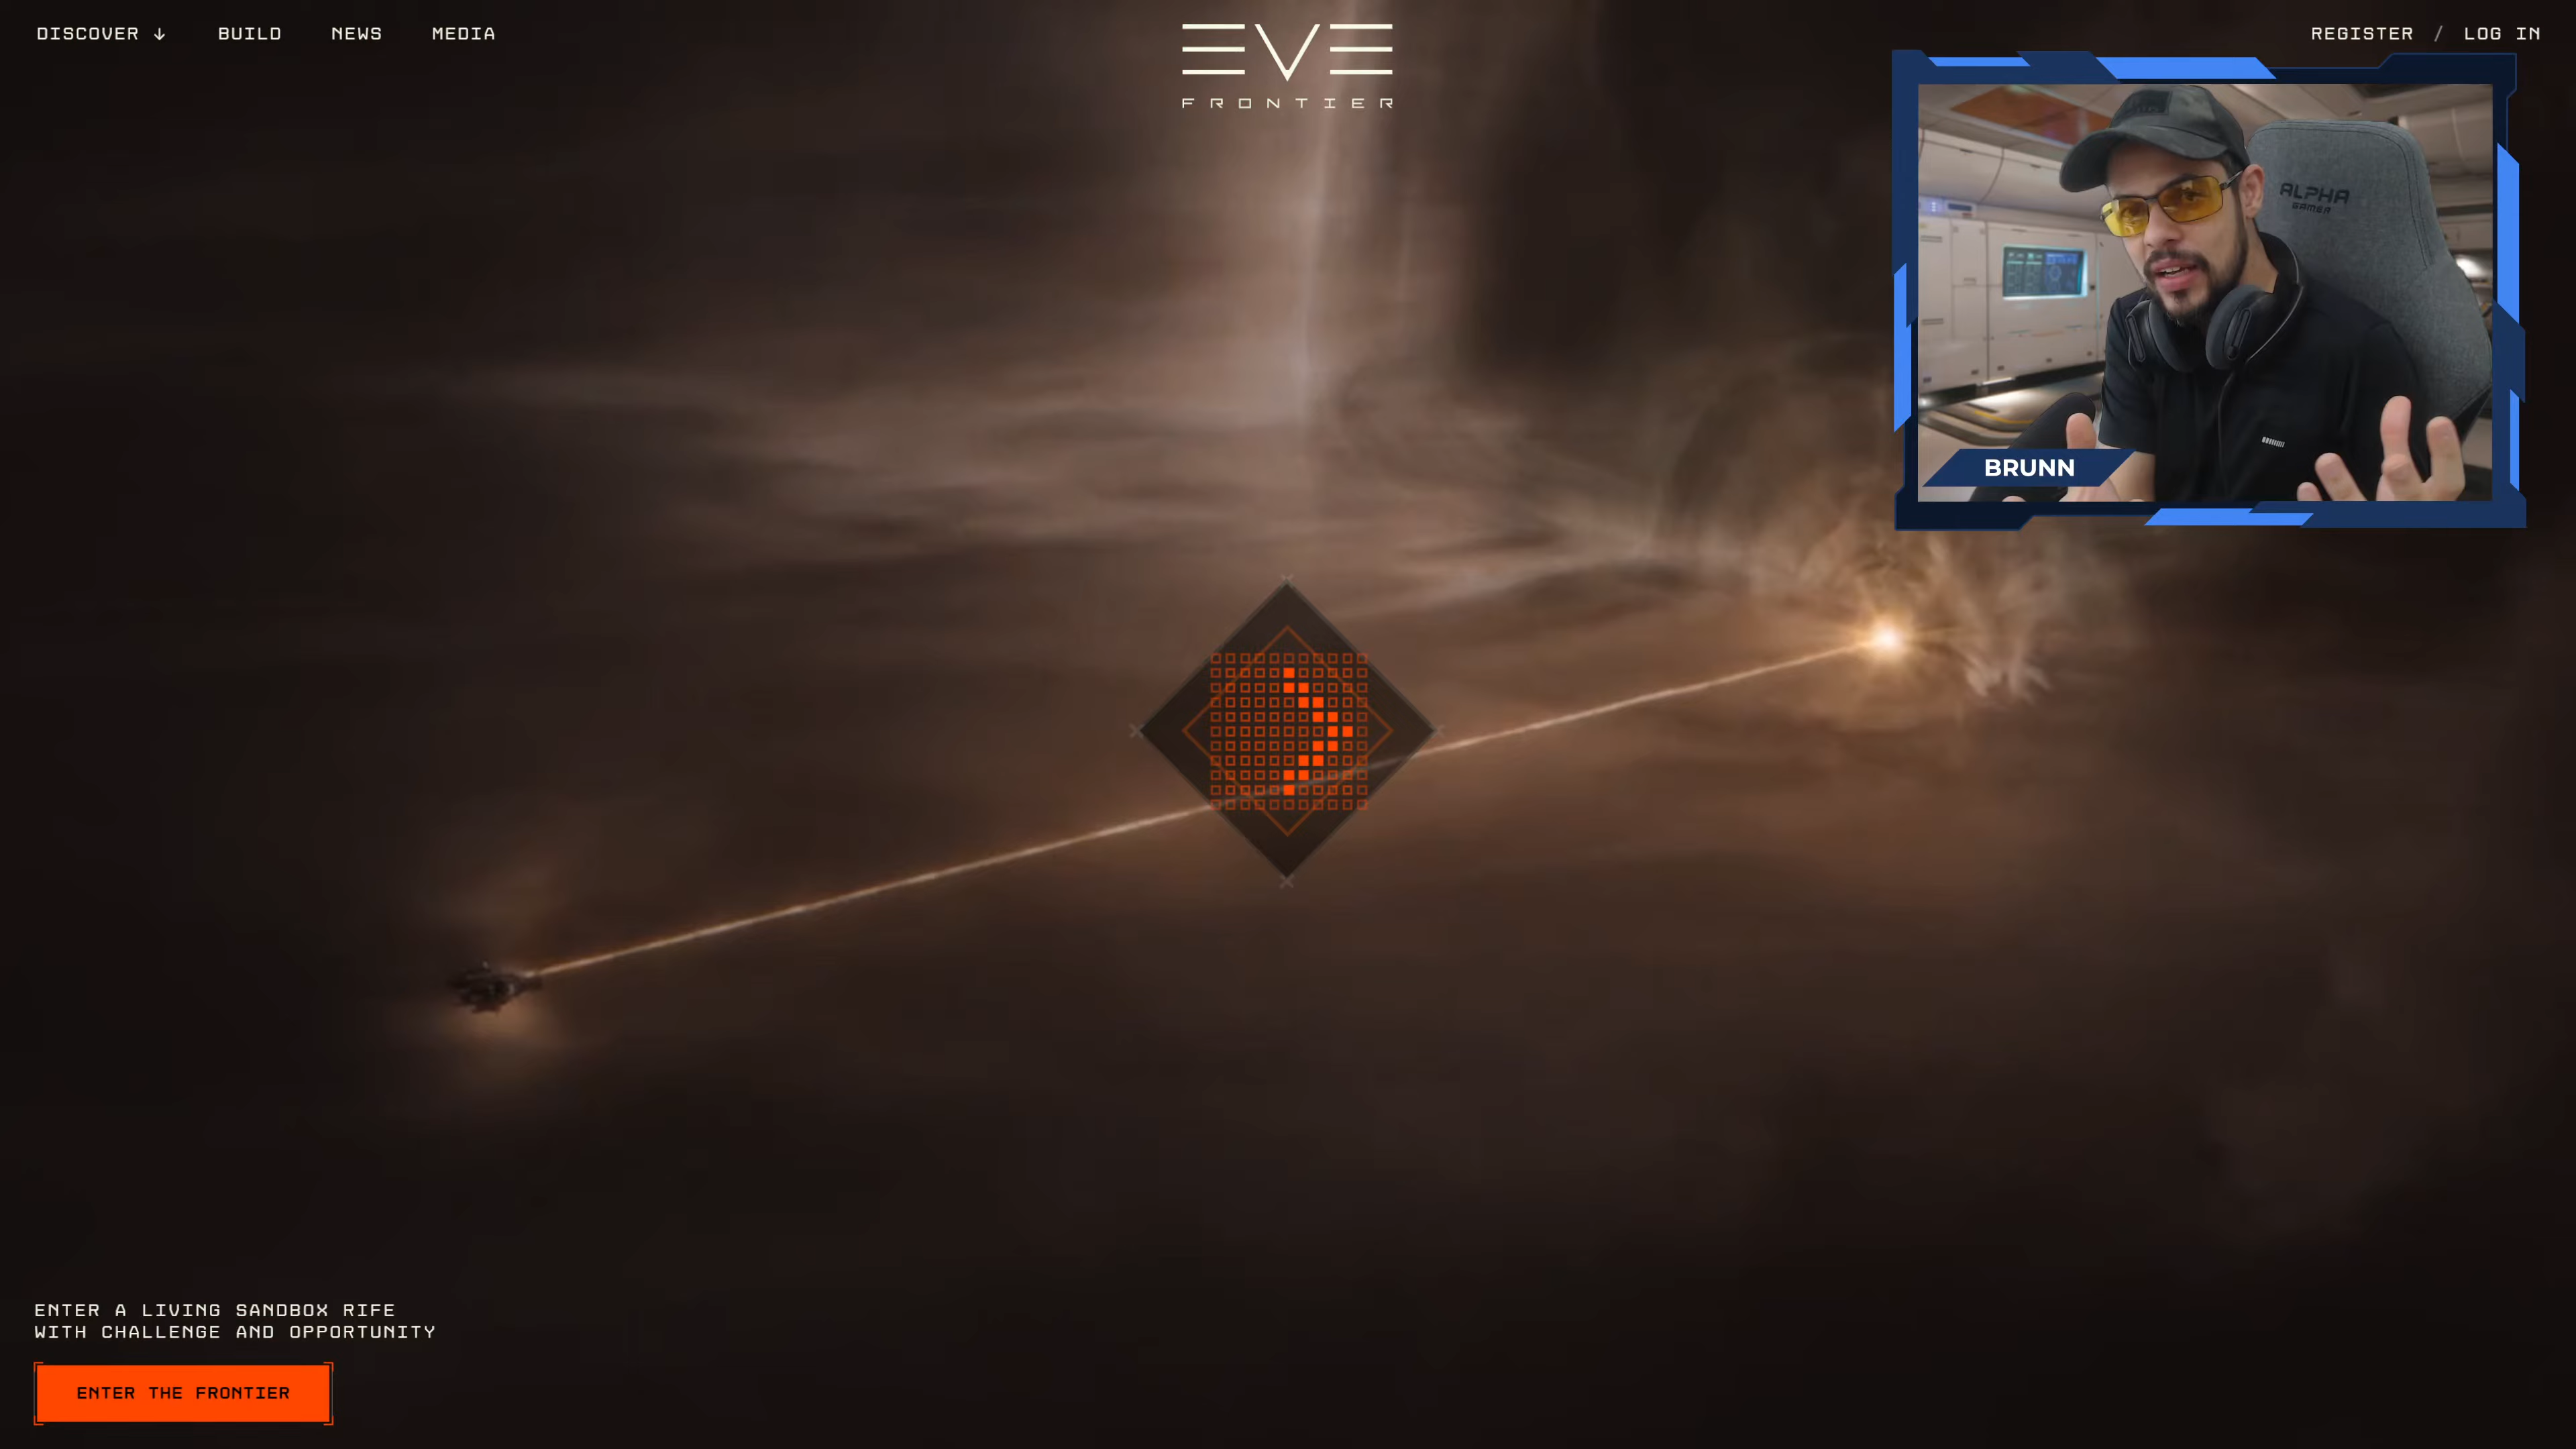 DISCOVER ↓
BUILD
NEWS
MEDIA
EVE
FRONTIER
REGISTER / LOG IN
ALPHA
GAMER
BRUNN
ENTER A LIVING SANDBOX RIFE
WITH CHALLENGE AND OPPORTUNITY
ENTER THE FRONTIER